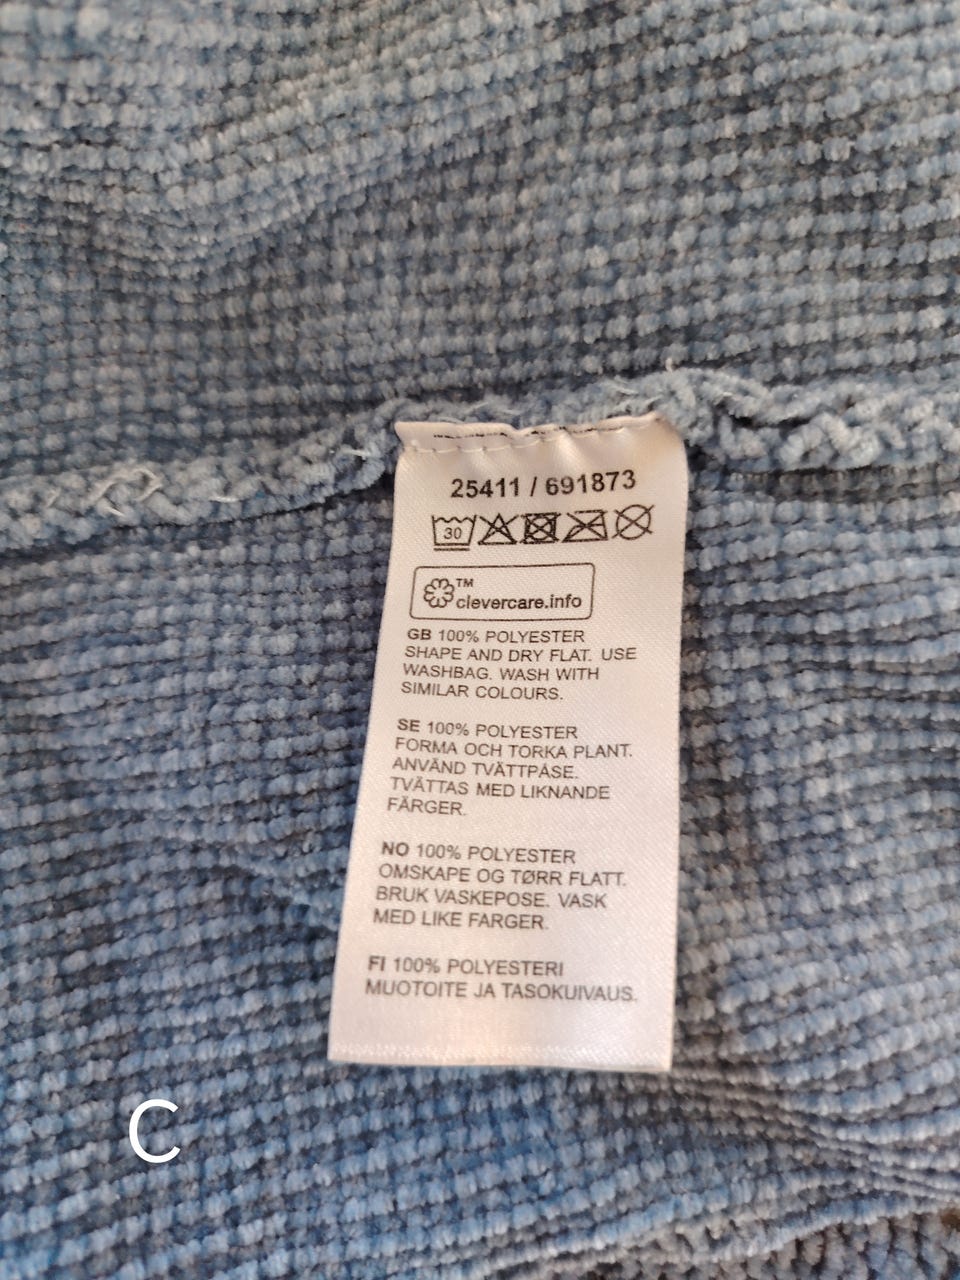 25411 / 691873
30
TM
clevercare.info
GB 100% POLYESTER
SHAPE AND DRY FLAT. USE
WASHBAG. WASH WITH
SIMILAR COLOURS.
SE 100% POLYESTER
FORMA OCH TORKA PLANT.
ANVÄND TVÄTTPÅSE.
TVÄTTAS MED LIKNANDE
FÄRGER.
NO 100% POLYESTER
OMSKAPE OG TØRR FLATT.
BRUK VASKEPOSE. VASK
MED LIKE FARGER.
FI 100% POLYESTERI
MUOTOITE JA TASOKUIVAUS.
C